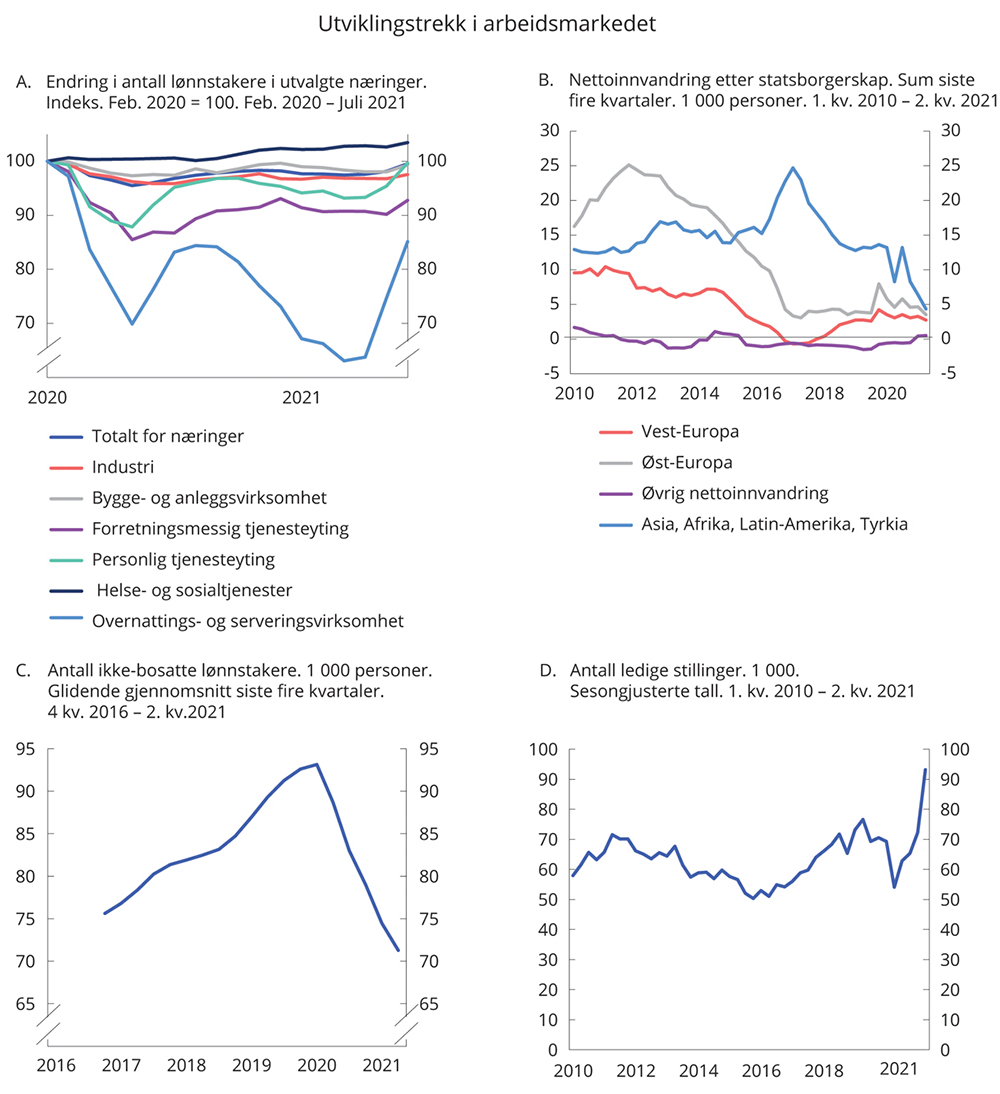 Utviklingstrekk i arbeidsmarkedet
A. Endring i antall lønnstakere i utvalgte næringer.
Indeks. Feb. 2020 = 100. Feb. 2020 – Juli 2021
100 100
90 90
80 80
70 70
2020 2021
Totalt for næringer
Industri
Bygge- og anleggsvirksomhet
Forretningsmessig tjenesteyting
Personlig tjenesteyting
Helse- og sosialtjenester
Overnattings- og serveringsvirksomhet
B. Nettoinnvandring etter statsborgerskap. Sum siste
fire kvartaler. 1 000 personer. 1. kv. 2010 – 2. kv. 2021
30 30
25 25
20 20
15 15
10 10
5 5
0 0
-5 -5
2010 2012 2014 2016 2018 2020
Vest-Europa
Øst-Europa
Øvrig nettoinnvandring
Asia, Afrika, Latin-Amerika, Tyrkia
C. Antall ikke-bosatte lønnstakere. 1 000 personer.
Glidende gjennomsnitt siste fire kvartaler.
4 kv. 2016 – 2. kv.2021
95 95
90 90
85 85
80 80
75 75
70 70
65 65
2016 2017 2018 2019 2020 2021
D. Antall ledige stillinger. 1 000.
Sesongjusterte tall. 1. kv. 2010 – 2. kv. 2021
100 100
90 90
80 80
70 70
60 60
50 50
40 40
30 30
20 20
10 10
0 0
2010 2012 2014 2016 2018 2021